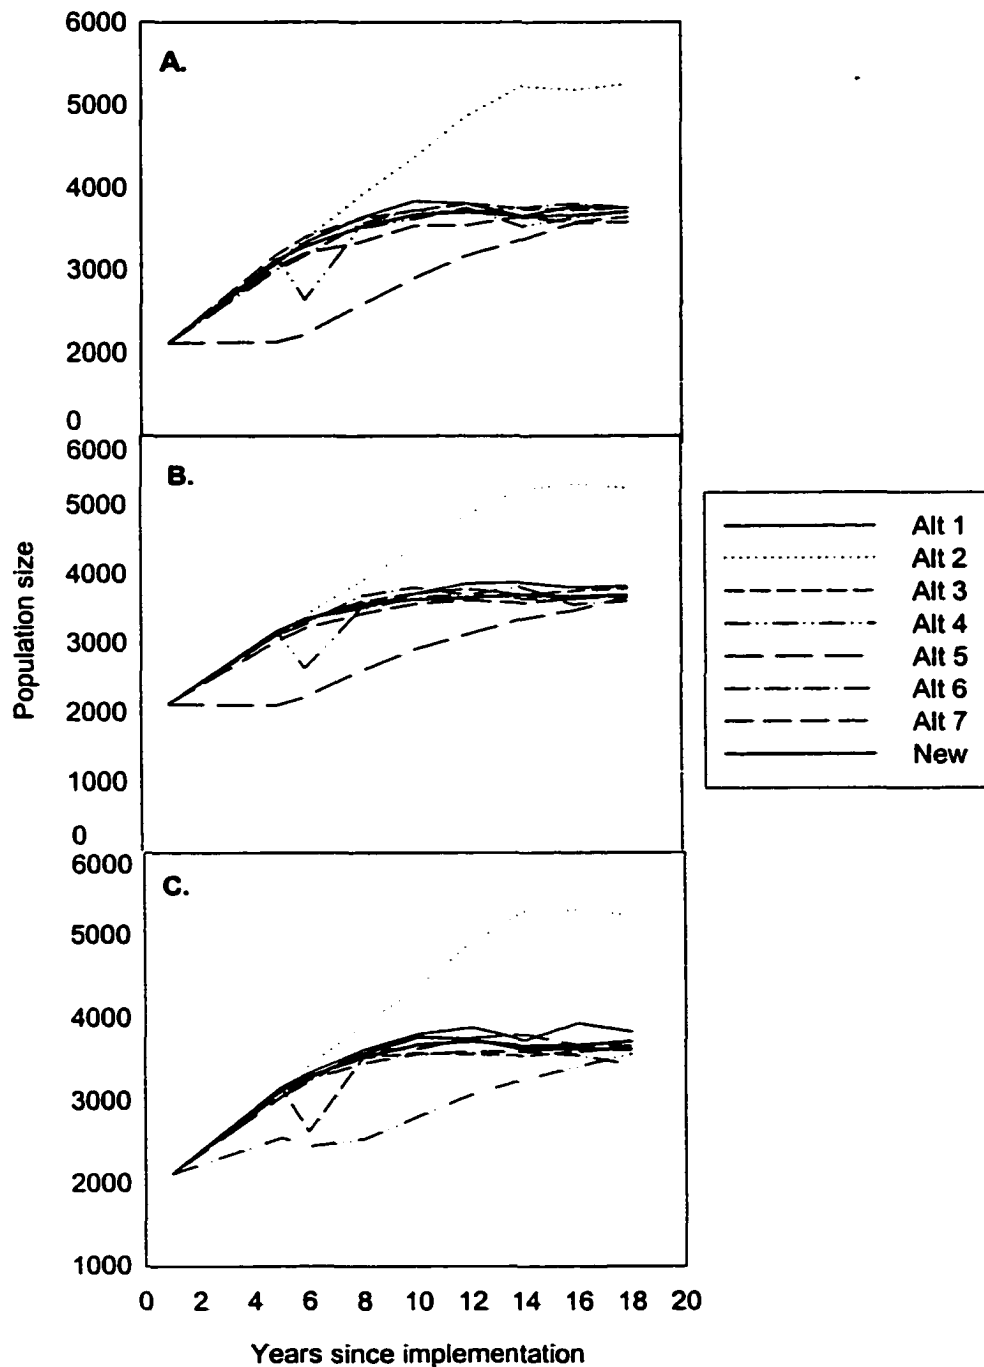 6000
A.
5000
4000
3000
2000
0
6000
B.
5000
4000
3000
2000
1000
0
6000
C.
5000
4000
3000
2000
1000
0 2 4 6 8 10 12 14 16 18 20
Years since implementation
Population size
Alt 1
Alt 2
Alt 3
Alt 4
Alt 5
Alt 6
Alt 7
New